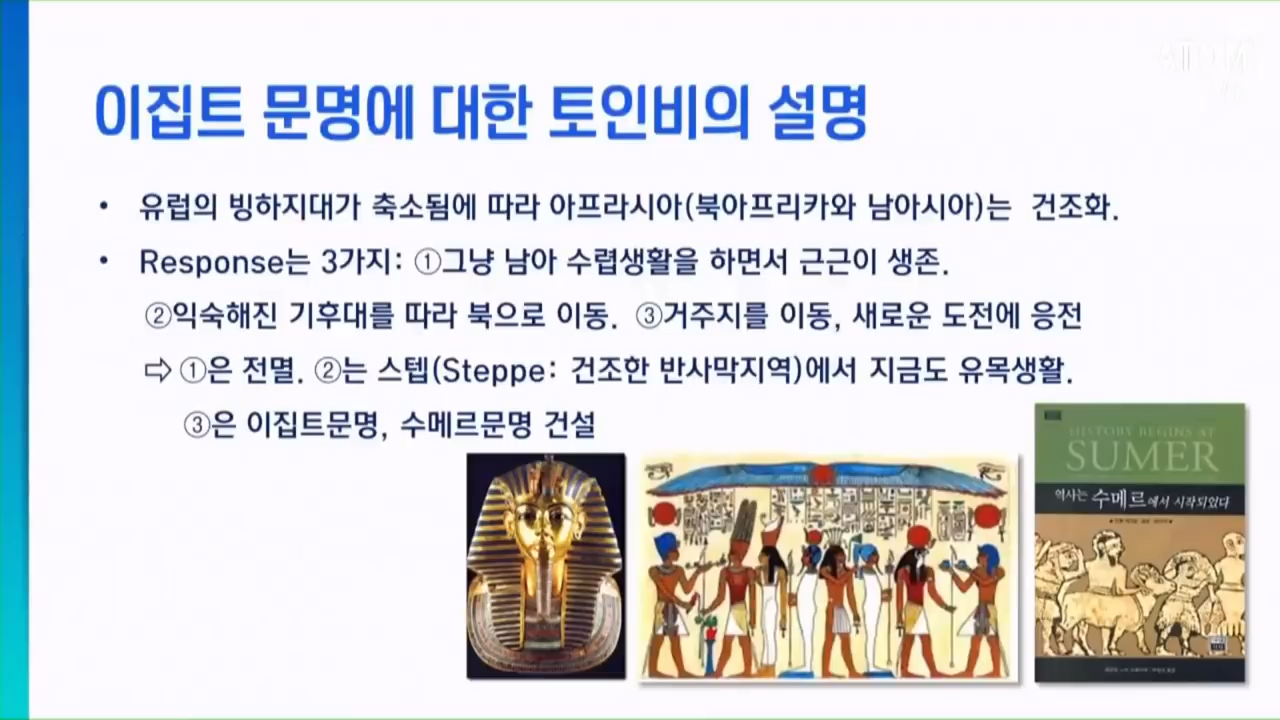 이집트 문명에 대한 토인비의 설명
• 유럽의 빙하지대가 축소됨에 따라 아프라시아(북아프리카와 남아시아)는 건조화.
• Response는 3가지: ①그냥 남아 수렵생활을 하면서 근근이 생존.
②익숙해진 기후대를 따라 북으로 이동. ③거주지를 이동, 새로운 도전에 응전
⇨ ①은 전멸. ②는 스텝(Steppe: 건조한 반사막지역)에서 지금도 유목생활.
③은 이집트문명, 수메르문명 건설
HISTORY BEGINS AT
SUMER
역사는 수메르에서 시작되었다